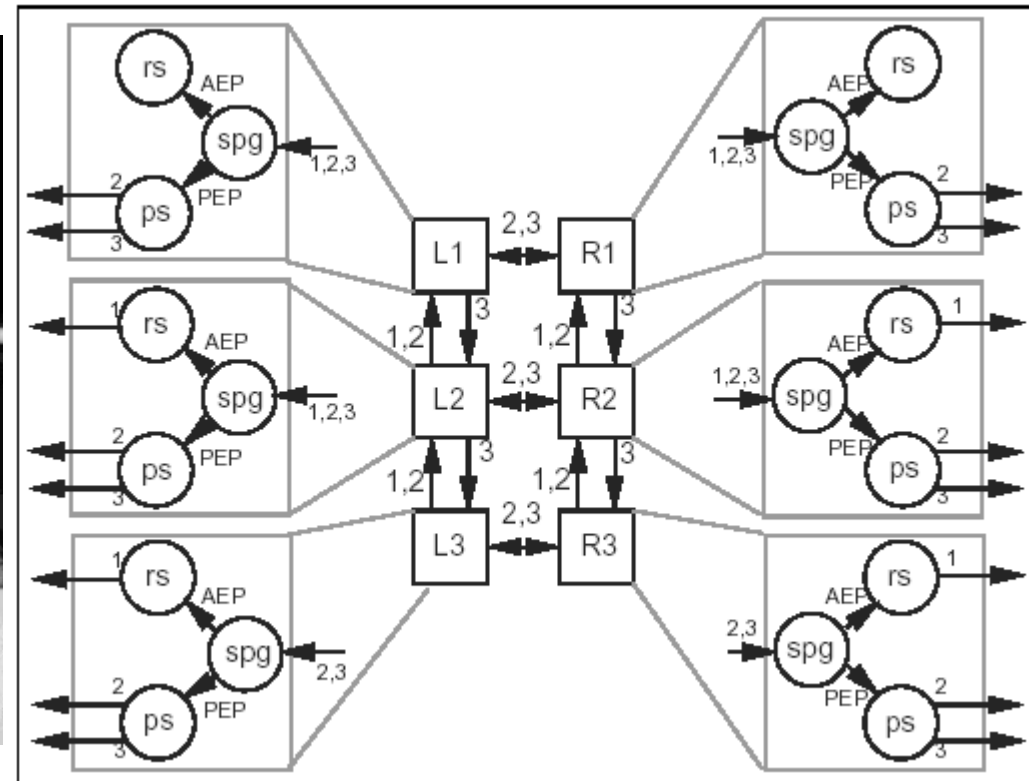 rs
AEP
spg
1,2,3
PEP
2
ps
3
rs
AEP
spg
1,2,3
PEP
2
ps
3
L1
2,3
R1
3
3
1,2
1,2
1
rs
AEP
spg
1,2,3
PEP
2
ps
3
L2
2,3
R2
3
3
1,2
1,2
1
rs
AEP
spg
1,2,3
PEP
2
ps
3
L3
2,3
R3
1
rs
AEP
spg
2,3
PEP
2
ps
3
1
rs
AEP
spg
2,3
PEP
2
ps
3